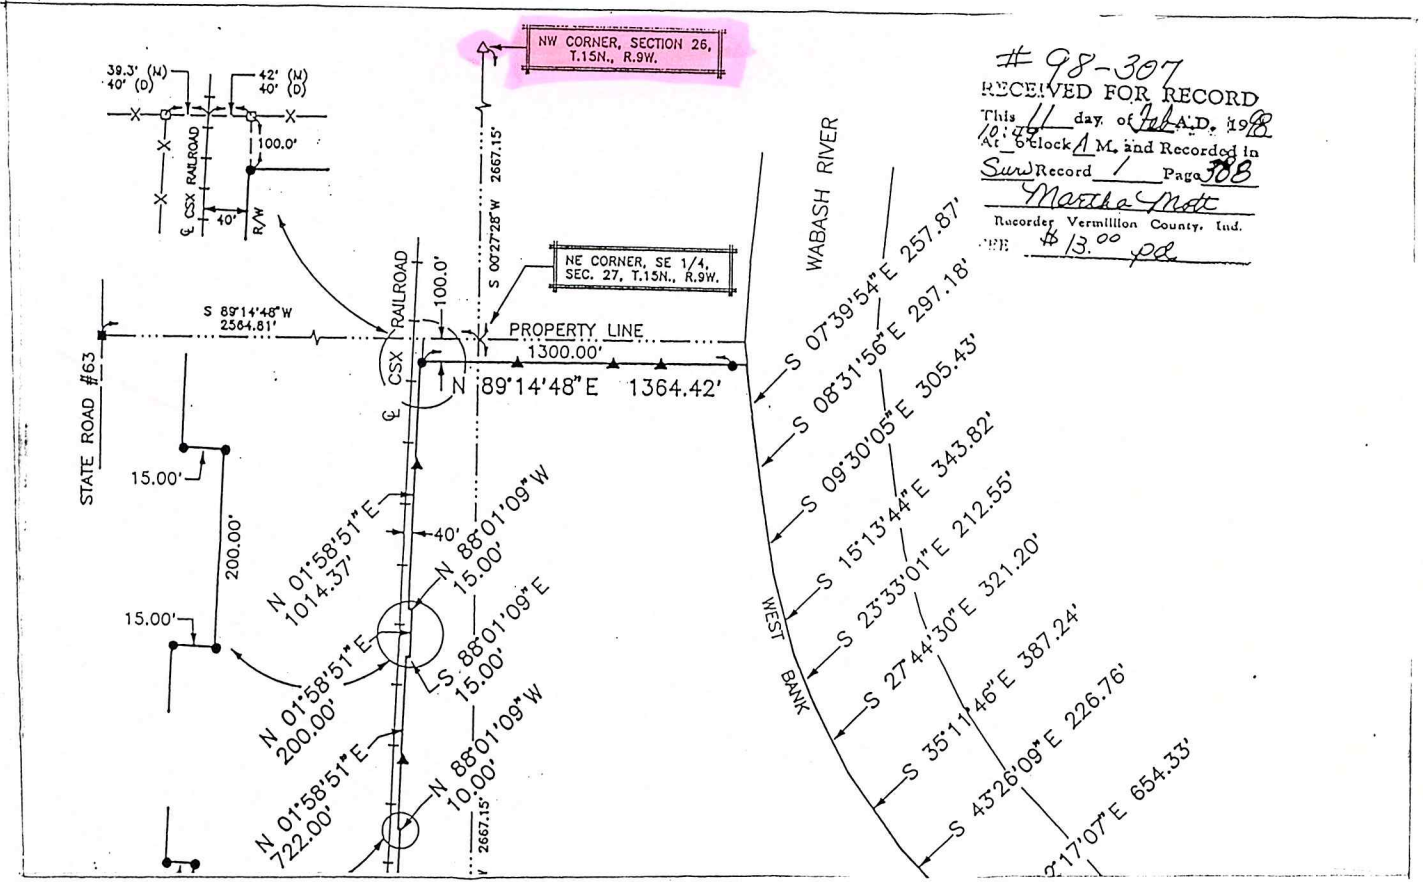 NW CORNER, SECTION 26,
T.15N., R.9W.
# 98-307
RECEIVED FOR RECORD
This 11 day of Feb A.D. 1998
At 10:49 o'clock A M. and Recorded in
Surv Record 1 Page 388
Martha Mott
Recorder Vermillion County, Ind.
FEE $13.00 pd
39.3' (M)
40' (D)
42' (M)
40' (D)
100.0'
℄ CSX RAILROAD
40'
R/W
S 00°27'28"W 2667.15'
WABASH RIVER
NE CORNER, SE 1/4,
SEC. 27, T.15N., R.9W.
S 89°14'48"W
2564.81'
℄ CSX RAILROAD
100.0'
PROPERTY LINE
1300.00'
N 89°14'48"E 1364.42'
STATE ROAD #63
15.00'
200.00'
15.00'
N 01°58'51"E
1014.37'
40'
N 88°01'09"W
15.00'
N 01°58'51"E
200.00'
S 88°01'09"E
15.00'
N 01°58'51"E
722.00'
N 88°01'09"W
10.00'
W 2667.15'
WEST BANK
S 07°39'54"E 257.87'
S 08°31'56"E 297.18'
S 09°30'05"E 305.43'
S 15°13'44"E 343.82'
S 23°33'01"E 212.55'
S 27°44'30"E 321.20'
S 35°11'46"E 387.24'
S 43°26'09"E 226.76'
2°17'07"E 654.33'